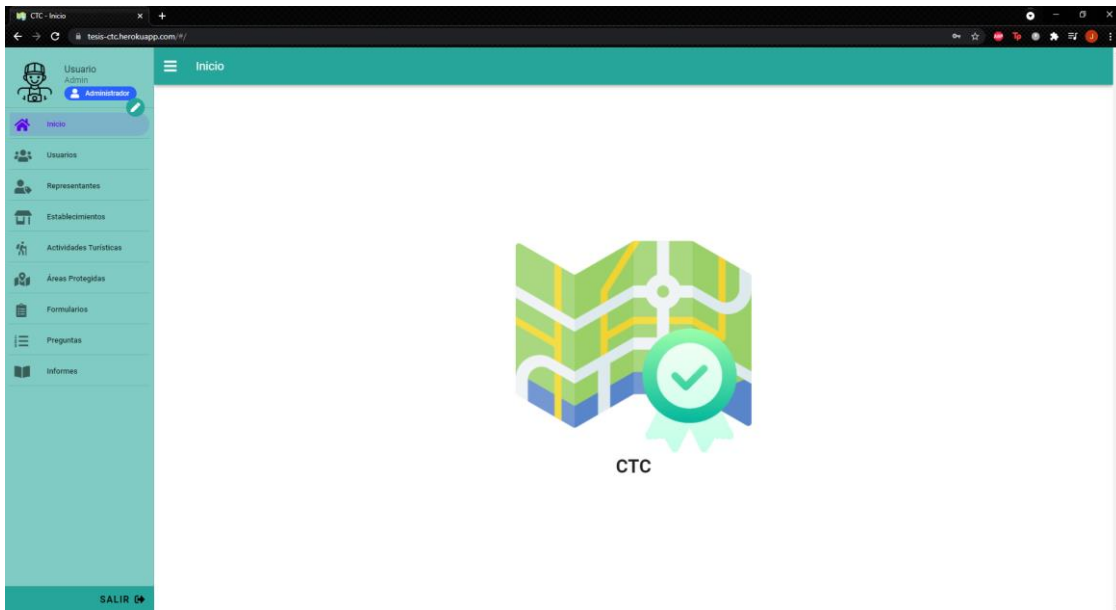 CTC - Inicio
tesis-ctc.herokuapp.com/#/
Usuario
Admin
Administrador
Inicio
Inicio
Usuarios
Representantes
Establecimientos
Actividades Turísticas
Áreas Protegidas
Formularios
Preguntas
Informes
CTC
SALIR